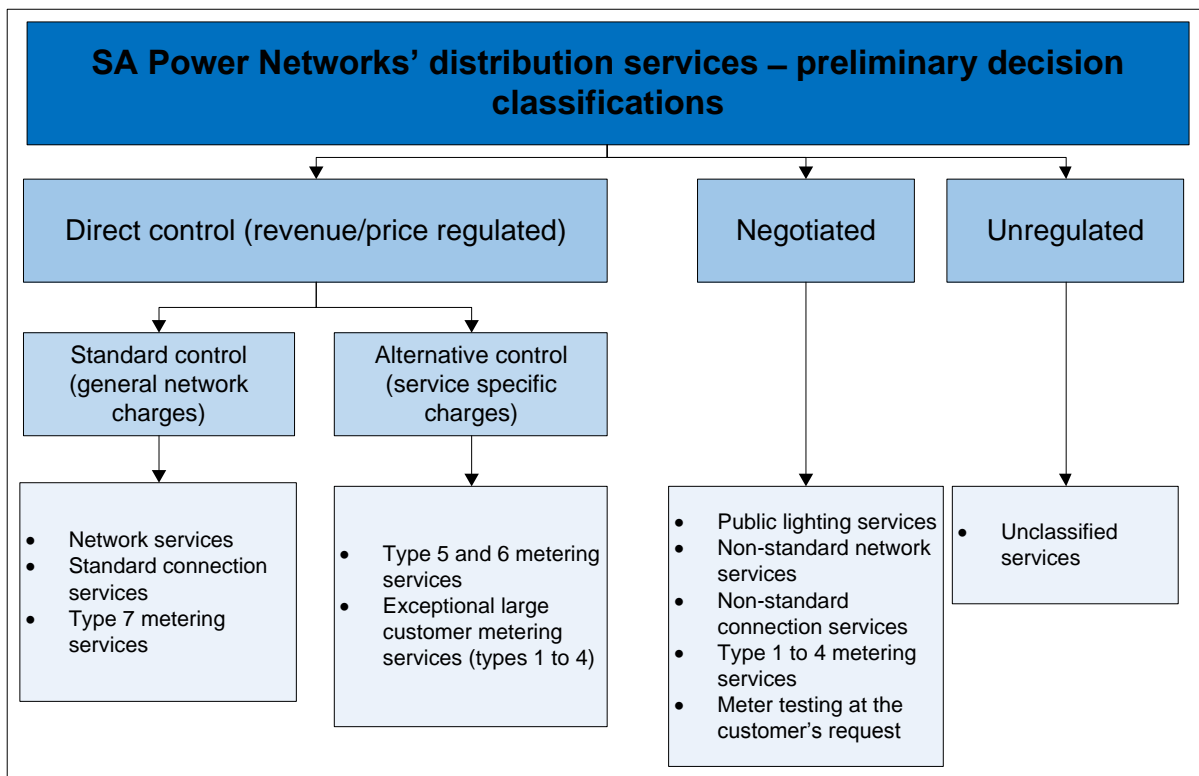 SA Power Networks’ distribution services – preliminary decision
classifications
Direct control (revenue/price regulated)
Negotiated
Unregulated
Standard control
(general network
charges)
Alternative control
(service specific
charges)
• Network services
• Standard connection
services
• Type 7 metering
services
• Type 5 and 6 metering
services
• Exceptional large
customer metering
services (types 1 to 4)
• Public lighting services
• Non-standard network
services
• Non-standard
connection services
• Type 1 to 4 metering
services
• Meter testing at the
customer’s request
• Unclassified
services